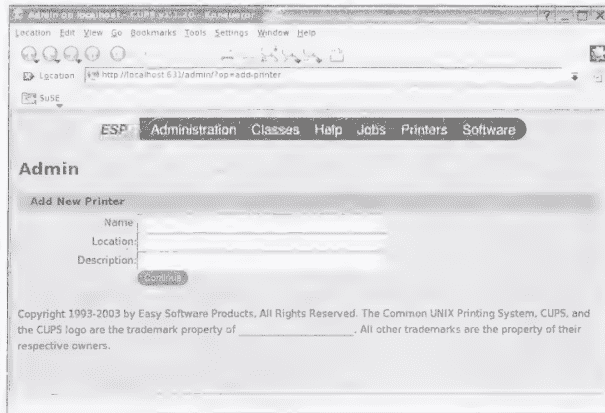 Admin on localhost - CUPS v1.1.20 - Konqueror
Location Edit View Go Bookmarks Tools Settings Window Help
Location http://localhost:631/admin/?op=add-printer
SuSE
ESP Administration Classes Help Jobs Printers Software
Admin
Add New Printer
Name:
Location:
Description:
Continue
Copyright 1993-2003 by Easy Software Products, All Rights Reserved. The Common UNIX Printing System, CUPS, and
the CUPS logo are the trademark property of ____________________. All other trademarks are the property of their
respective owners.